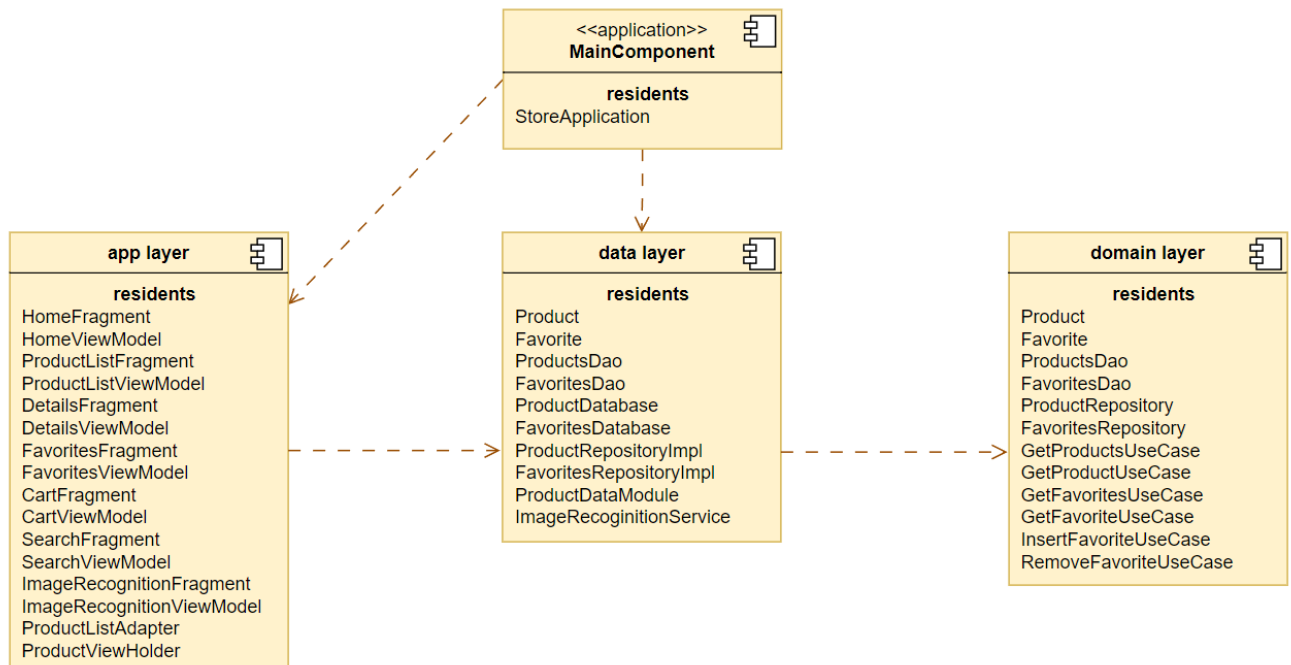 <<application>>
MainComponent
residents
StoreApplication
app layer
residents
HomeFragment
HomeViewModel
ProductListFragment
ProductListViewModel
DetailsFragment
DetailsViewModel
FavoritesFragment
FavoritesViewModel
CartFragment
CartViewModel
SearchFragment
SearchViewModel
ImageRecognitionFragment
ImageRecognitionViewModel
ProductListAdapter
ProductViewHolder
data layer
residents
Product
Favorite
ProductsDao
FavoritesDao
ProductDatabase
FavoritesDatabase
ProductRepositoryImpl
FavoritesRepositoryImpl
ProductDataModule
ImageRecoginitionService
domain layer
residents
Product
Favorite
ProductsDao
FavoritesDao
ProductRepository
FavoritesRepository
GetProductsUseCase
GetProductUseCase
GetFavoritesUseCase
GetFavoriteUseCase
InsertFavoriteUseCase
RemoveFavoriteUseCase